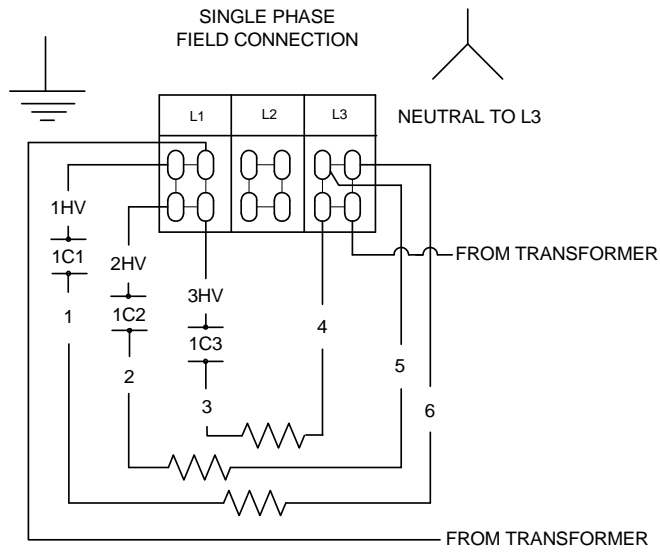 SINGLE PHASE
FIELD CONNECTION
L1
L2
L3
NEUTRAL TO L3
1HV
1C1
2HV
1C2
3HV
1C3
FROM TRANSFORMER
1
2
3
4
5
6
FROM TRANSFORMER